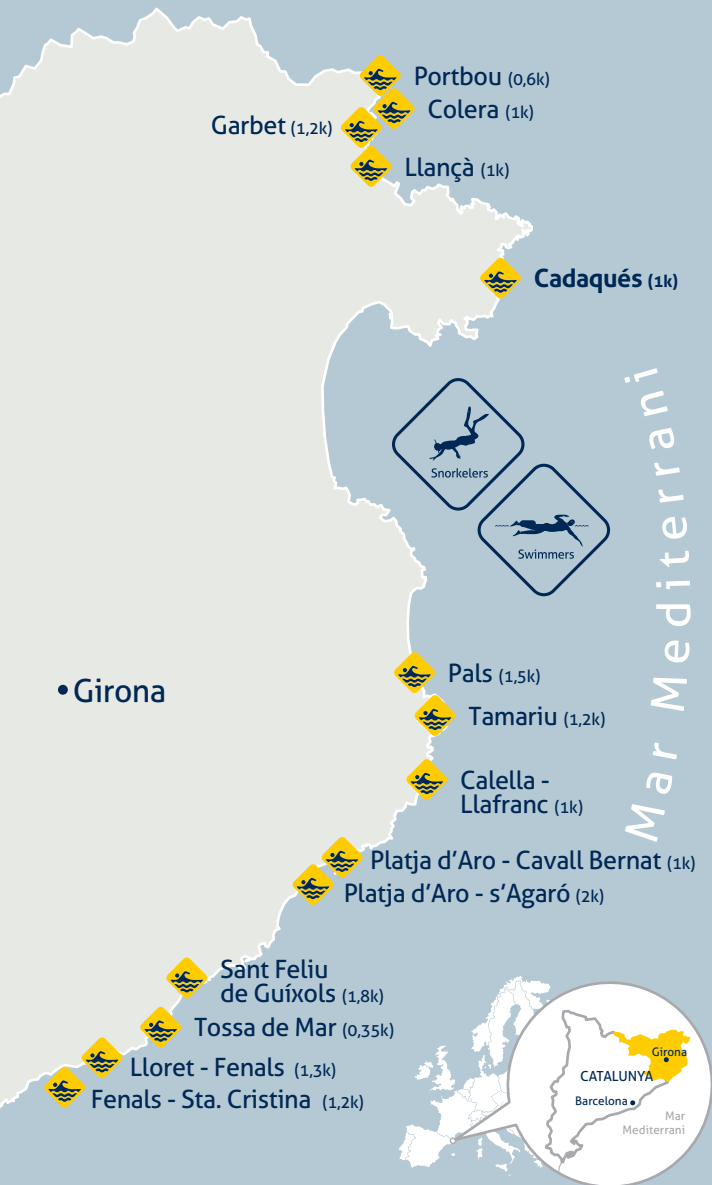 Portbou (0,6k)
Colera (1k)
Garbet (1,2k)
Llançà (1k)
Cadaqués (1k)
Mar Mediterrani
Snorkelers
Swimmers
Pals (1,5k)
Girona
Tamariu (1,2k)
Calella -
Llafranc (1k)
Platja d'Aro - Cavall Bernat (1k)
Platja d'Aro - s'Agaró (2k)
Sant Feliu
de Guíxols (1,8k)
Tossa de Mar (0,35k)
Lloret - Fenals (1,3k)
Fenals - Sta. Cristina (1,2k)
Girona
CATALUNYA
Barcelona
Mar
Mediterrani